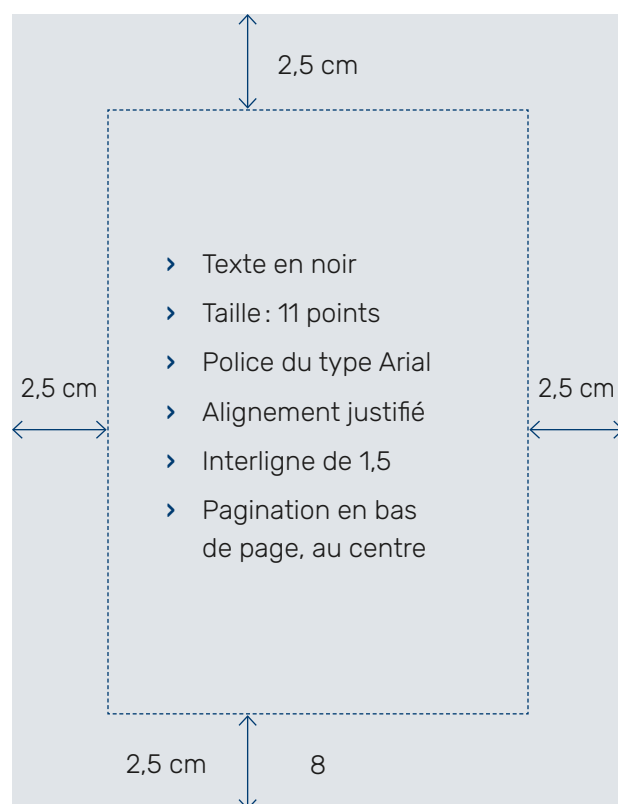 2,5 cm
› Texte en noir
› Taille : 11 points
› Police du type Arial
2,5 cm
2,5 cm
› Alignement justifié
› Interligne de 1,5
› Pagination en bas
de page, au centre
2,5 cm
8